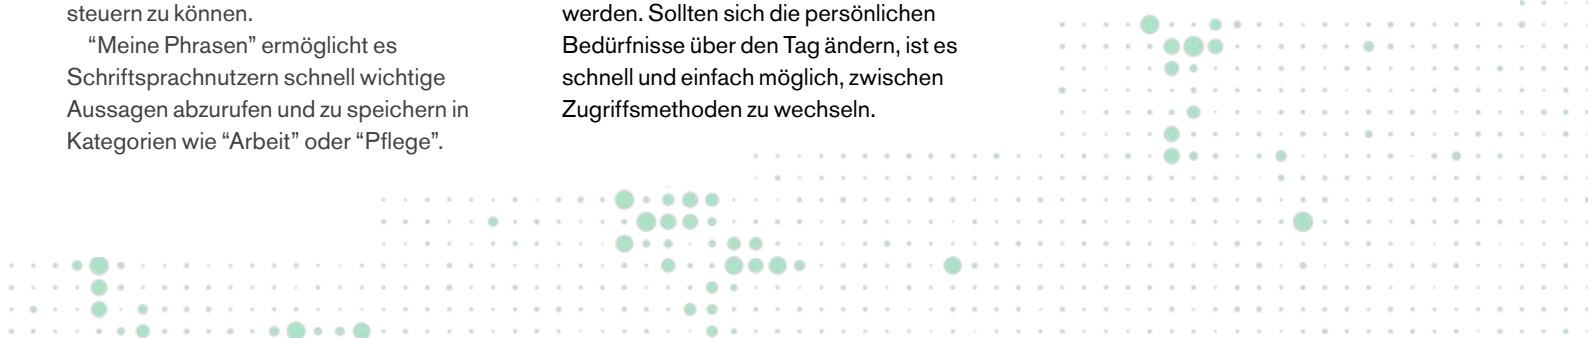 steuern zu können.
“Meine Phrasen” ermöglicht es
Schriftsprachnutzern schnell wichtige
Aussagen abzurufen und zu speichern in
Kategorien wie “Arbeit” oder “Pflege”.
werden. Sollten sich die persönlichen
Bedürfnisse über den Tag ändern, ist es
schnell und einfach möglich, zwischen
Zugriffsmethoden zu wechseln.